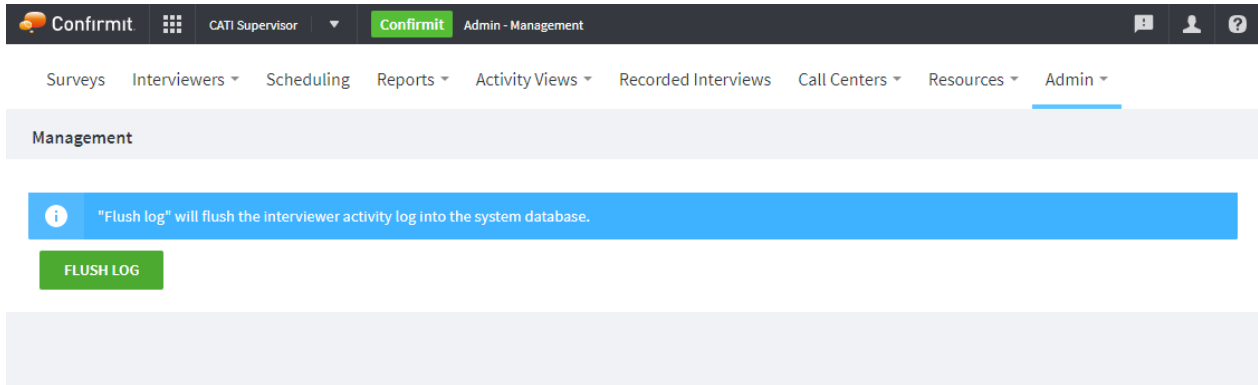 Confirmit. CATI Supervisor Confirmit Admin - Management
Surveys Interviewers Scheduling Reports Activity Views Recorded Interviews Call Centers Resources Admin
Management
"Flush log" will flush the interviewer activity log into the system database.
FLUSH LOG